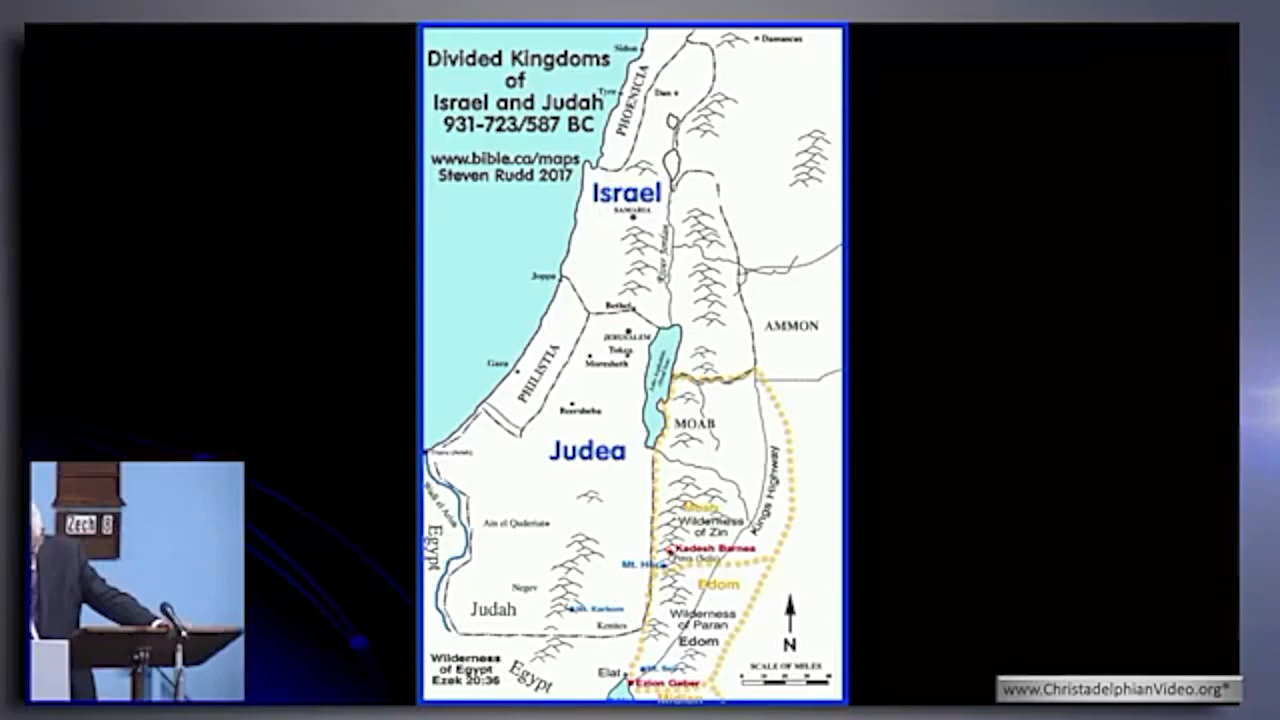 Divided Kingdoms
of
Israel and Judah
931-723/587 BC
www.bible.ca/maps
Steven Rudd 2017
Damascus
Sidon
Tyre
PHOENICIA
Dan
Israel
SAMARIA
River Jordan
Joppa
Bethel
JERUSALEM
Tekoa
Moresheth
AMMON
Gaza
PHILISTIA
Beersheba
MOAB
Judea
Kings Highway
Moab
Wilderness
of Zin
Ain el Qudeirat
Egypt
Kadesh Barnea
Petra (Sela)
Mt. Hor
Edom
Negev
Judah
Mt. Karkom
Kenites
Wilderness
of Paran
Edom
N
Wilderness
of Egypt
Ezek 20:36
Egypt
Elat
Ezion Geber
SCALE OF MILES
Zech 8
www.ChristadelphianVideo.org®